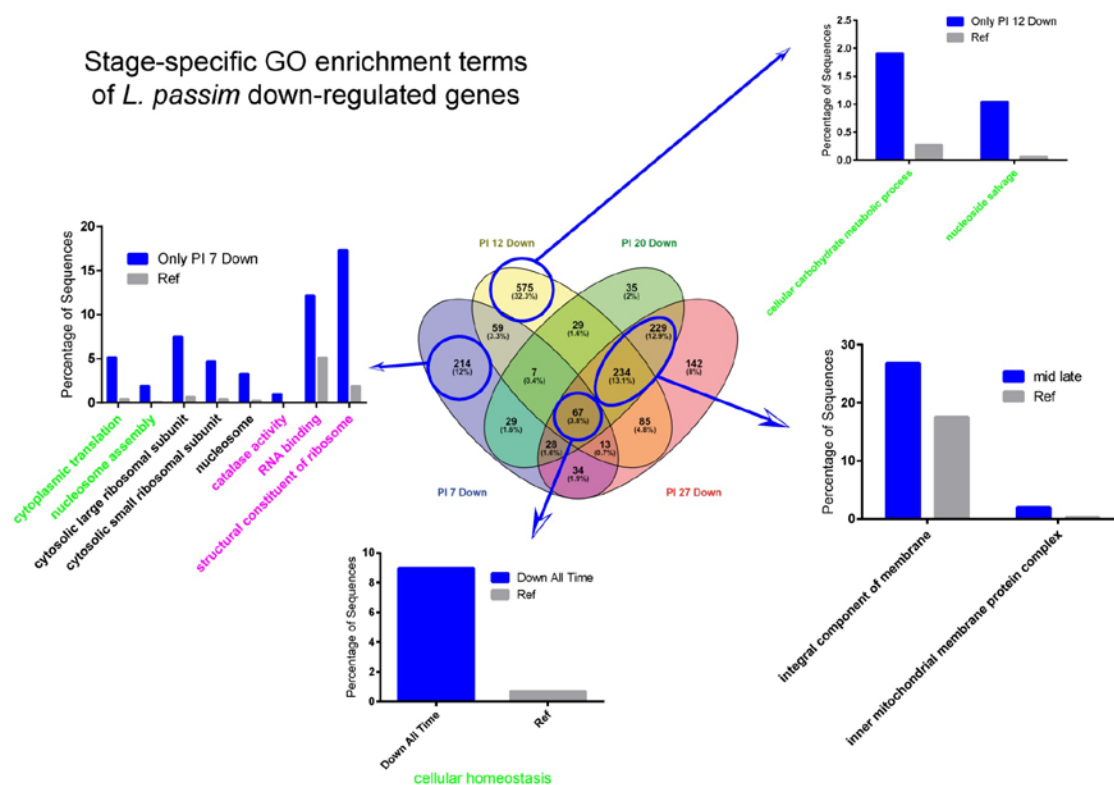 Stage-specific GO enrichment terms
of L. passim down-regulated genes
2.5
2.0
1.5
1.0
0.5
0.0
Percentage of Sequences
Only PI 12 Down
Ref
cellular carbohydrate metabolic process
nucleoside salvage
20
15
10
5
0
Percentage of Sequences
Only PI 7 Down
Ref
cytoplasmic translation
nucleosome assembly
cytosolic large ribosomal subunit
cytosolic small ribosomal subunit
nucleosome
catalase activity
RNA binding
structural constituent of ribosome
PI 12 Down
PI 20 Down
575
(32.3%)
35
(2%)
59
(3.3%)
29
(1.6%)
229
(12.9%)
214
(12%)
7
(0.4%)
234
(13.1%)
142
(8%)
67
(3.8%)
29
(1.6%)
85
(4.8%)
28
(1.6%)
13
(0.7%)
34
(1.9%)
PI 7 Down
PI 27 Down
30
20
10
0
Percentage of Sequences
mid late
Ref
integral component of membrane
inner mitochondrial membrane protein complex
10
8
6
4
2
0
Percentage of Sequences
Down All Time
Ref
Down All Time
Ref
cellular homeostasis